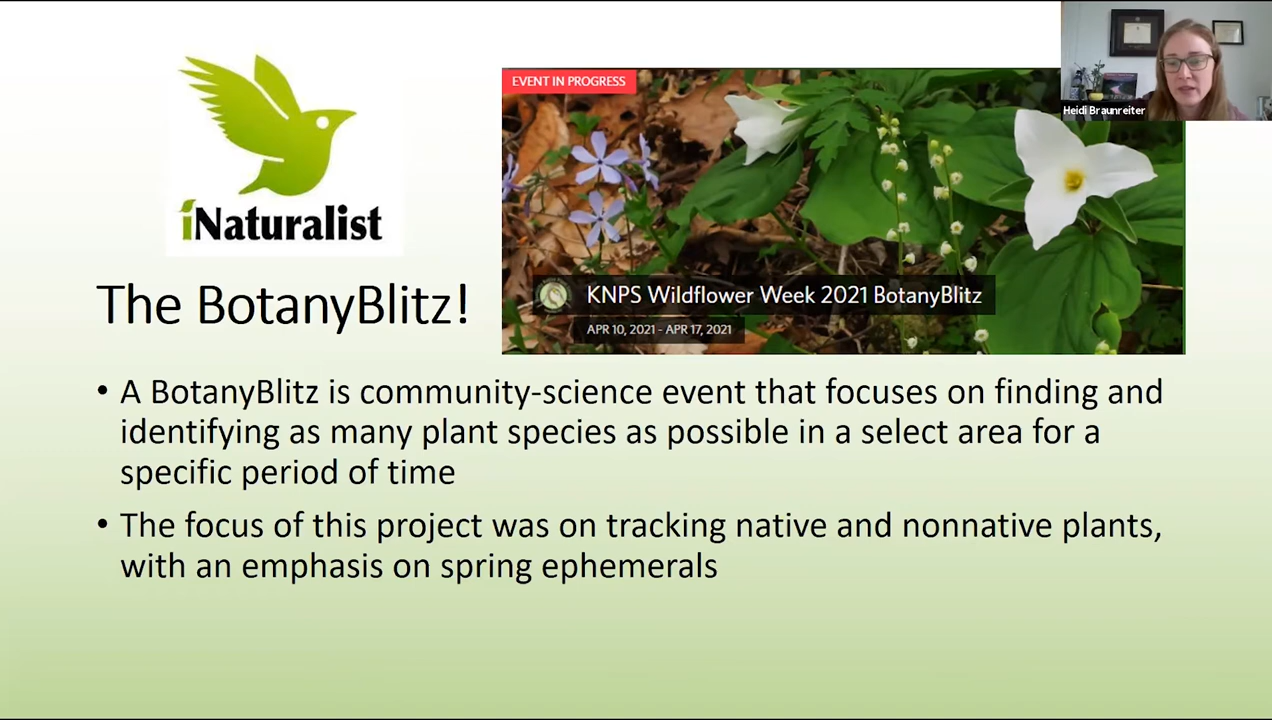 iNaturalist
EVENT IN PROGRESS
Heidi Braunreiter
KNPS Wildflower Week 2021 BotanyBlitz
APR 10, 2021 - APR 17, 2021
The BotanyBlitz!
• A BotanyBlitz is community-science event that focuses on finding and
identifying as many plant species as possible in a select area for a
specific period of time
• The focus of this project was on tracking native and nonnative plants,
with an emphasis on spring ephemerals